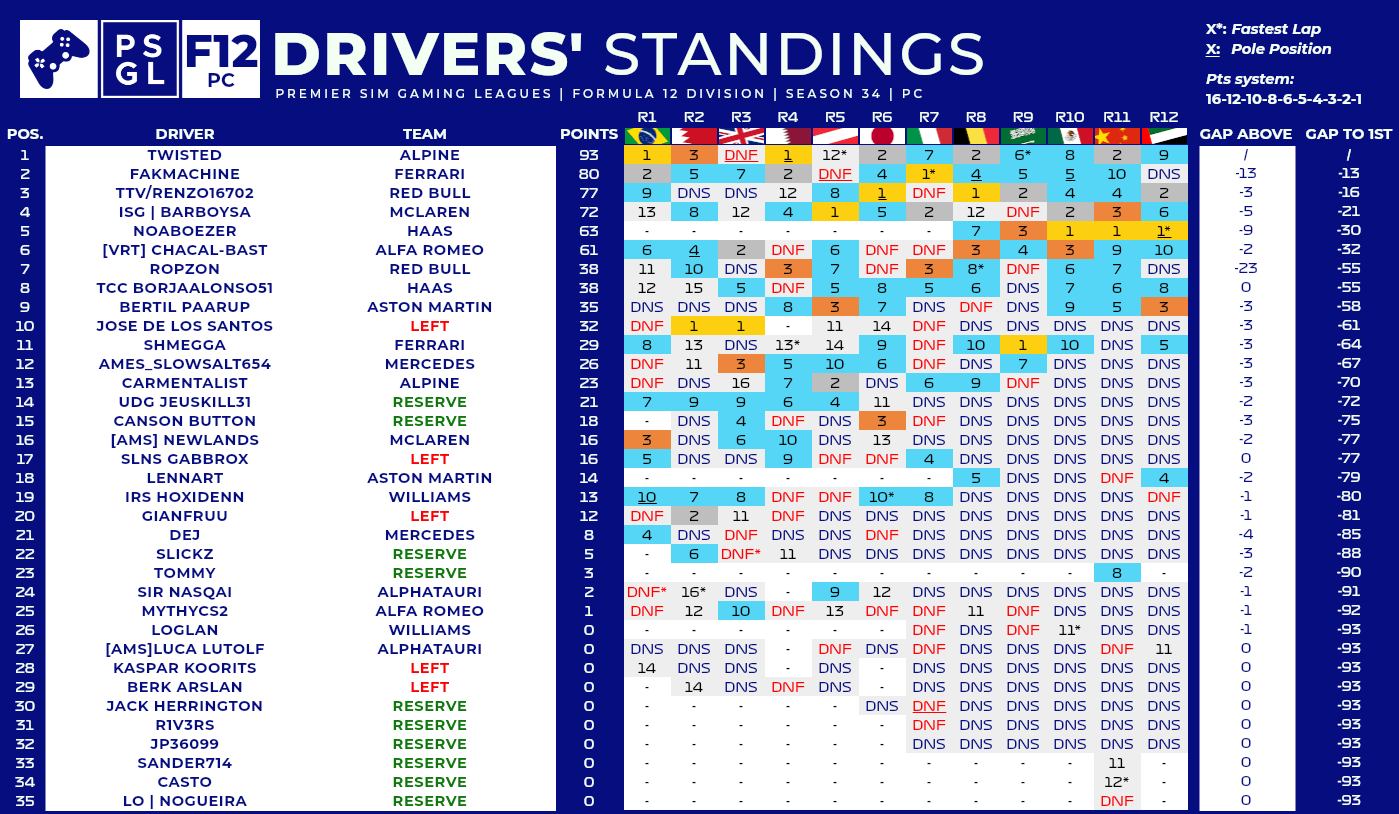 PS GL
F12 PC
DRIVERS' STANDINGS
PREMIER SIM GAMING LEAGUES | FORMULA 12 DIVISION | SEASON 34 | PC
X*: Fastest Lap
X: Pole Position
Pts system:
16-12-10-8-6-5-4-3-2-1
R1 R2 R3 R4 R5 R6 R7 R8 R9 R10 R11 R12
POS. DRIVER TEAM POINTS GAP ABOVE GAP TO 1ST
1 TWISTED ALPINE 93 1 3 DNF 1 12* 2 7 2 6* 8 2 9 / /
2 FAKMACHINE FERRARI 80 2 5 7 2 DNF 4 1* 4 5 5 10 DNS -13 -13
3 TTV/RENZO16702 RED BULL 77 9 DNS DNS 12 8 1 DNF 1 2 4 4 2 -3 -16
4 ISG | BARBOYSA MCLAREN 72 13 8 12 4 1 5 2 12 DNF 2 3 6 -5 -21
5 NOABOEZER HAAS 63 - - - - - - - 7 3 1 1 1* -9 -30
6 [VRT] CHACAL-BAST ALFA ROMEO 61 6 4 2 DNF 6 DNF DNF 3 4 3 9 10 -2 -32
7 ROPZON RED BULL 38 11 10 DNS 3 7 DNF 3 8* DNF 6 7 DNS -23 -55
8 TCC BORJAALONSO51 HAAS 38 12 15 5 DNF 5 8 5 6 DNS 7 6 8 0 -55
9 BERTIL PAARUP ASTON MARTIN 35 DNS DNS DNS 8 3 7 DNS DNF DNS 9 5 3 -3 -58
10 JOSE DE LOS SANTOS LEFT 32 DNF 1 1 - 11 14 DNF DNS DNS DNS DNS DNS -3 -61
11 SHMEGGA FERRARI 29 8 13 DNS 13* 14 9 DNF 10 1 10 DNS 5 -3 -64
12 AMES_SLOWSALT654 MERCEDES 26 DNF 11 3 5 10 6 DNF DNS 7 DNS DNS DNS -3 -67
13 CARMENTALIST ALPINE 23 DNF DNS 16 7 2 DNS 6 9 DNF DNS DNS DNS -3 -70
14 UDG JEUSKILL31 RESERVE 21 7 9 9 6 4 11 DNS DNS DNS DNS DNS DNS -2 -72
15 CANSON BUTTON RESERVE 18 - DNS 4 DNF DNS 3 DNF DNS DNS DNS DNS DNS -3 -75
16 [AMS] NEWLANDS MCLAREN 16 3 DNS 6 10 DNS 13 DNS DNS DNS DNS DNS DNS -2 -77
17 SLNS GABBROX LEFT 16 5 DNS DNS 9 DNF DNF 4 DNS DNS DNS DNS DNS 0 -77
18 LENNART ASTON MARTIN 14 - - - - - - - 5 DNS DNS DNF 4 -2 -79
19 IRS HOXIDENN WILLIAMS 13 10 7 8 DNF DNF 10* 8 DNS DNS DNS DNS DNF -1 -80
20 GIANFRUU LEFT 12 DNF 2 11 DNF DNS DNS DNS DNS DNS DNS DNS DNS -1 -81
21 DEJ MERCEDES 8 4 DNS DNF DNS DNS DNF DNS DNS DNS DNS DNS DNS -4 -85
22 SLICKZ RESERVE 5 - 6 DNF* 11 DNS DNS DNS DNS DNS DNS DNS DNS -3 -88
23 TOMMY RESERVE 3 - - - - - - - - - - 8 - -2 -90
24 SIR NASQAI ALPHATAURI 2 DNF* 16* DNS - 9 12 DNS DNS DNS DNS DNS DNS -1 -91
25 MYTHYCS2 ALFA ROMEO 1 DNF 12 10 DNF 13 DNF DNF 11 DNF DNS DNS DNS -1 -92
26 LOGLAN WILLIAMS 0 - - - - - - DNF DNS DNF 11* DNS DNS -1 -93
27 [AMS]LUCA LUTOLF ALPHATAURI 0 DNS DNS DNS - DNF DNS DNF DNS DNS DNS DNF 11 0 -93
28 KASPAR KOORITS LEFT 0 14 DNS DNS - DNS - DNS DNS DNS DNS DNS DNS 0 -93
29 BERK ARSLAN LEFT 0 - 14 DNS DNF DNS - DNS DNS DNS DNS DNS DNS 0 -93
30 JACK HERRINGTON RESERVE 0 - - - - - DNS DNF DNS DNS DNS DNS DNS 0 -93
31 R1V3RS RESERVE 0 - - - - - - DNF DNS DNS DNS DNS DNS 0 -93
32 JP36099 RESERVE 0 - - - - - - DNS DNS DNS DNS DNS DNS 0 -93
33 SANDER714 RESERVE 0 - - - - - - - - - - 11 - 0 -93
34 CASTO RESERVE 0 - - - - - - - - - - 12* - 0 -93
35 LO | NOGUEIRA RESERVE 0 - - - - - - - - - - DNF - 0 -93